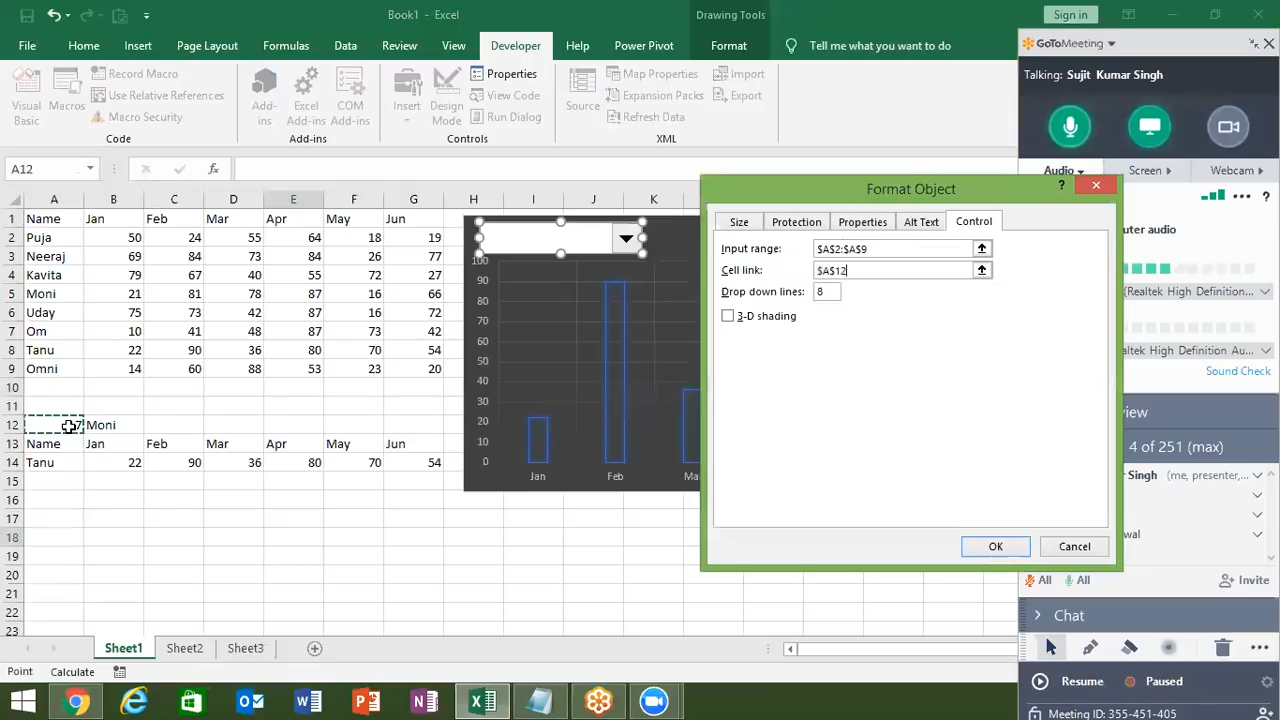 Book1 - Excel
Drawing Tools
Sign in
File Home Insert Page Layout Formulas Data Review View Developer Help Power Pivot Format Tell me what you want to do
GoToMeeting
Talking: Sujit Kumar Singh
Visual Basic
Macros
Record Macro
Use Relative References
Macro Security
Code
Add-ins
Excel Add-ins
COM Add-ins
Add-ins
Insert
Design Mode
Properties
View Code
Run Dialog
Controls
Source
Map Properties
Expansion Packs
Refresh Data
Import
Export
XML
Audio Screen Webcam
A12
fx
A B C D E F G H I J K
1 Name Jan Feb Mar Apr May Jun
2 Puja 50 24 55 64 18 19
3 Neeraj 69 84 73 84 26 77
4 Kavita 79 67 40 55 72 27
5 Moni 21 81 78 87 16 66
6 Uday 75 73 42 87 16 72
7 Om 10 41 48 87 73 42
8 Tanu 22 90 36 80 70 54
9 Omni 14 60 88 53 23 20
10
11
12 7 Moni
13 Name Jan Feb Mar Apr May Jun
14 Tanu 22 90 36 80 70 54
15
16
17
18
19
20
21
22
23
100
90
80
70
60
50
40
30
20
10
0
Jan Feb Ma
Format Object
? 
Size Protection Properties Alt Text Control
Input range: $A$2:$A$9
Cell link: $A$12
Drop down lines: 8
3-D shading
OK Cancel
uter audio
(Realtek High Definition...
altek High Definition Au...
Sound Check
view
4 of 251 (max)
Singh (me, presenter,...
wal
All All Invite
Chat
Sheet1 Sheet2 Sheet3
Point Calculate
Resume Paused
Meeting ID: 355-451-405